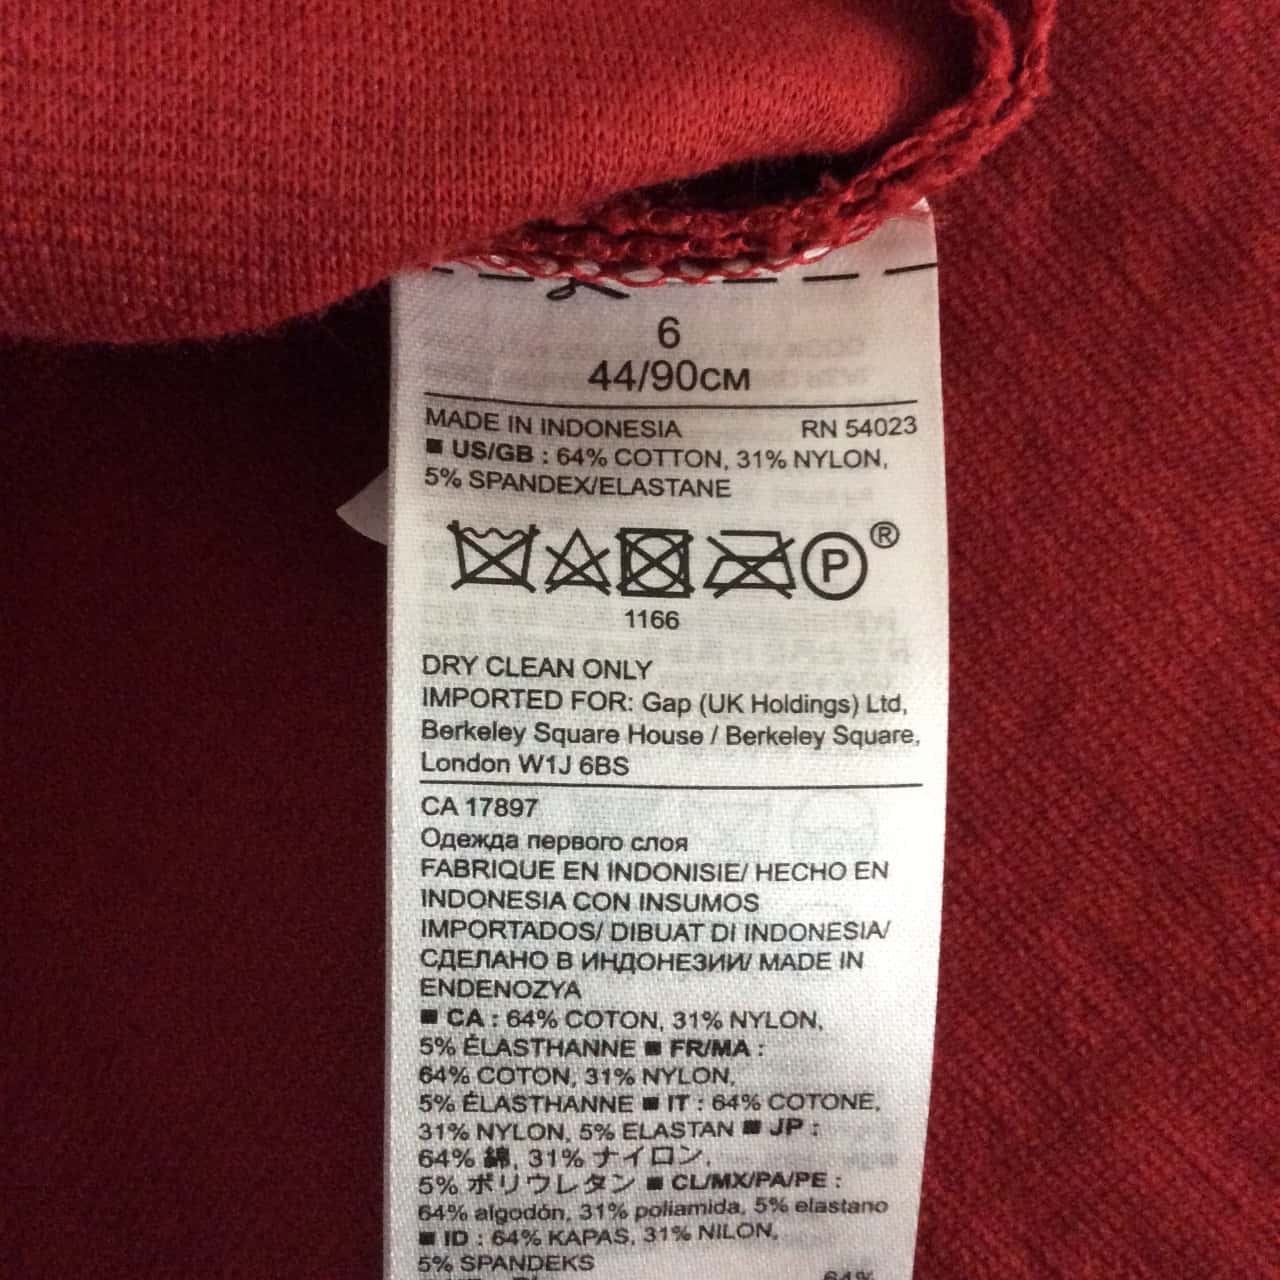 6
44/90CM
MADE IN INDONESIA RN 54023
■ US/GB : 64% COTTON, 31% NYLON,
5% SPANDEX/ELASTANE
P ®
1166
DRY CLEAN ONLY
IMPORTED FOR: Gap (UK Holdings) Ltd,
Berkeley Square House / Berkeley Square,
London W1J 6BS
CA 17897
Одежда первого слоя
FABRIQUE EN INDONISIE/ HECHO EN
INDONESIA CON INSUMOS
IMPORTADOS/ DIBUAT DI INDONESIA/
СДЕЛАНО В ИНДОНЕЗИИ/ MADE IN
ENDENOZYA
■ CA : 64% COTON, 31% NYLON,
5% ÉLASTHANNE ■ FR/MA :
64% COTON, 31% NYLON,
5% ÉLASTHANNE ■ IT : 64% COTONE,
31% NYLON, 5% ELASTAN ■ JP :
64% 綿, 31% ナイロン,
5% ポリウレタン ■ CL/MX/PA/PE :
64% algodón, 31% poliamida, 5% elastano
■ ID : 64% KAPAS, 31% NILON,
5% SPANDEKS
64%